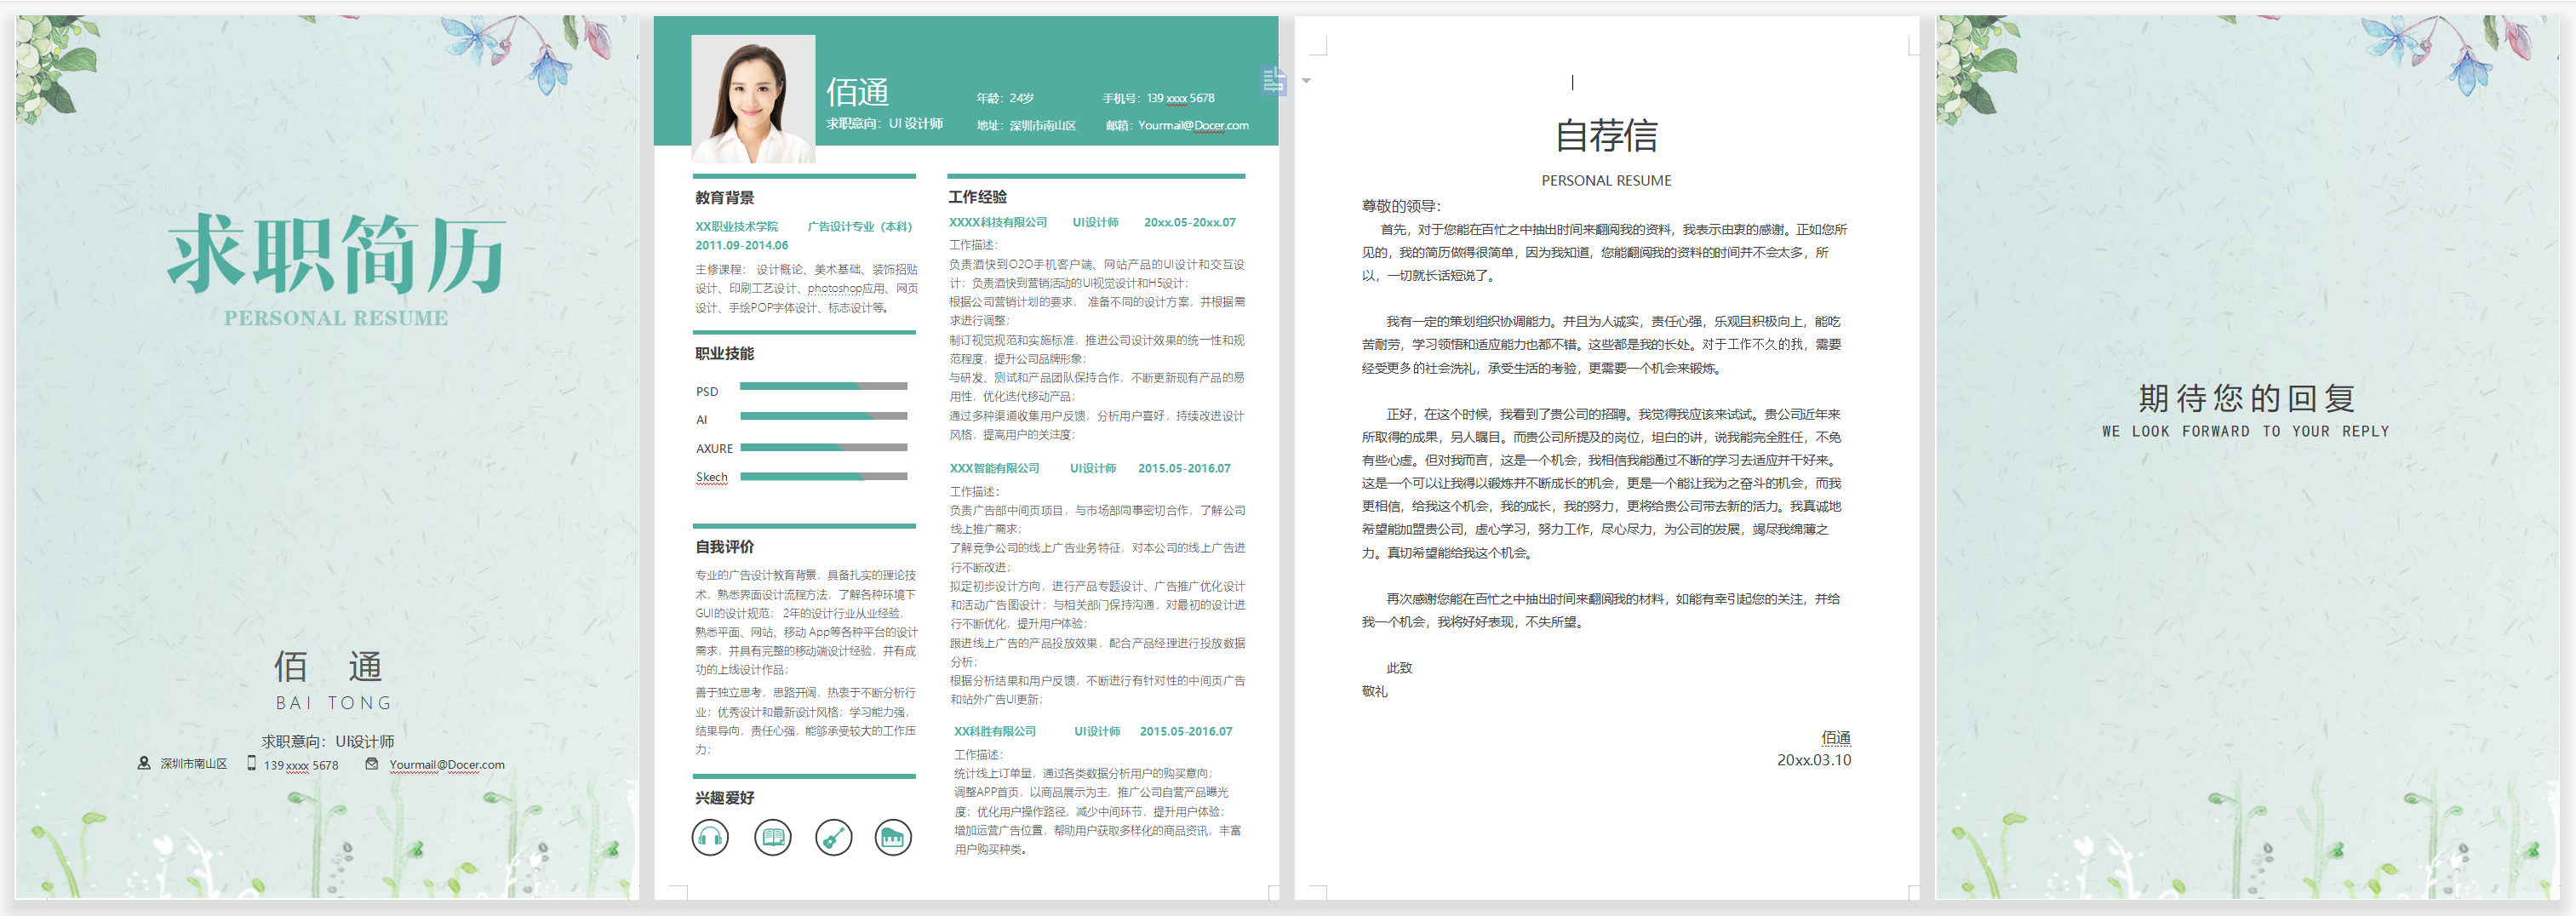 求职简历
PERSONAL RESUME
佰 通
BAI TONG
求职意向：UI设计师
深圳市南山区 139 xxxx 5678 Yourmail@Docer.com
佰通
求职意向：UI 设计师
年龄：24岁 手机号：139 xxxx 5678
地址：深圳市南山区 邮箱：Yourmail@Docer.com
教育背景
XX职业技术学院 广告设计专业（本科）
2011.09-2014.06
主修课程： 设计概论、美术基础、装饰招贴
设计、印刷工艺设计、photoshop应用、网页
设计、手绘POP字体设计、标志设计等。
职业技能
PSD
AI
AXURE
Skech
自我评价
专业的广告设计教育背景，具备扎实的理论技
术，熟悉界面设计流程方法，了解各种环境下
GUI的设计规范； 2年的设计行业从业经验，
熟悉平面、网站、移动 App等各种平台的设计
需求，并具有完整的移动端设计经验，并有成
功的上线设计作品；
善于独立思考，思路开阔，热衷于不断分析行
业；优秀设计和最新设计风格；学习能力强，
结果导向，责任心强，能够承受较大的工作压
力；
兴趣爱好
工作经验
XXXX科技有限公司 UI设计师 20xx.05-20xx.07
工作描述：
负责酒快到O2O手机客户端、网站产品的UI设计和交互设
计；负责酒快到营销活动的UI视觉设计和H5设计；
根据公司营销计划的要求， 准备不同的设计方案，并根据需
求进行调整；
制订视觉规范和实施标准，推进公司设计效果的统一性和规
范程度，提升公司品牌形象；
与研发、测试和产品团队保持合作，不断更新现有产品的易
用性，优化迭代移动产品；
通过多种渠道收集用户反馈，分析用户喜好，持续改进设计
风格，提高用户的关注度；
XXX智能有限公司 UI设计师 2015.05-2016.07
工作描述：
负责广告部中间页项目，与市场部同事密切合作，了解公司
线上推广需求；
了解竞争公司的线上广告业务特征，对本公司的线上广告进
行不断改进；
拟定初步设计方向，进行产品专题设计、广告推广优化设计
和活动广告图设计；与相关部门保持沟通，对最初的设计进
行不断优化，提升用户体验；
跟进线上广告的产品投放效果，配合产品经理进行投放数据
分析；
根据分析结果和用户反馈，不断进行有针对性的中间页广告
和站外广告UI更新；
XX科胜有限公司 UI设计师 2015.05-2016.07
工作描述：
统计线上订单量，通过各类数据分析用户的购买意向；
调整APP首页，以商品展示为主，推广公司自营产品曝光
度；优化用户操作路径，减少中间环节，提升用户体验；
增加运营广告位置，帮助用户获取多样化的商品资讯，丰富
用户购买种类。
自荐信
PERSONAL RESUME
尊敬的领导：
首先，对于您能在百忙之中抽出时间来翻阅我的资料，我表示由衷的感谢。正如您所
见的，我的简历做得很简单，因为我知道，您能翻阅我的资料的时间并不会太多，所
以，一切就长话短说了。
我有一定的策划组织协调能力。并且为人诚实，责任心强，乐观且积极向上，能吃
苦耐劳，学习领悟和适应能力也都不错。这些都是我的长处。对于工作不久的我，需要
经受更多的社会洗礼，承受生活的考验，更需要一个机会来锻炼。
正好，在这个时候，我看到了贵公司的招聘。我觉得我应该来试试。贵公司近年来
所取得的成果，另人瞩目。而贵公司所提及的岗位，坦白的讲，说我能完全胜任，不免
有些心虚。但对我而言，这是一个机会，我相信我能通过不断的学习去适应并干好来。
这是一个可以让我得以锻炼并不断成长的机会，更是一个能让我为之奋斗的机会，而我
更相信，给我这个机会，我的成长，我的努力，更将给贵公司带去新的活力。我真诚地
希望能加盟贵公司，虚心学习，努力工作，尽心尽力，为公司的发展，竭尽我绵薄之
力。真切希望能给我这个机会。
再次感谢您能在百忙之中抽出时间来翻阅我的材料，如能有幸引起您的关注，并给
我一个机会，我将好好表现，不失所望。
此致
敬礼
佰通
20xx.03.10
期待您的回复
WE LOOK FORWARD TO YOUR REPLY